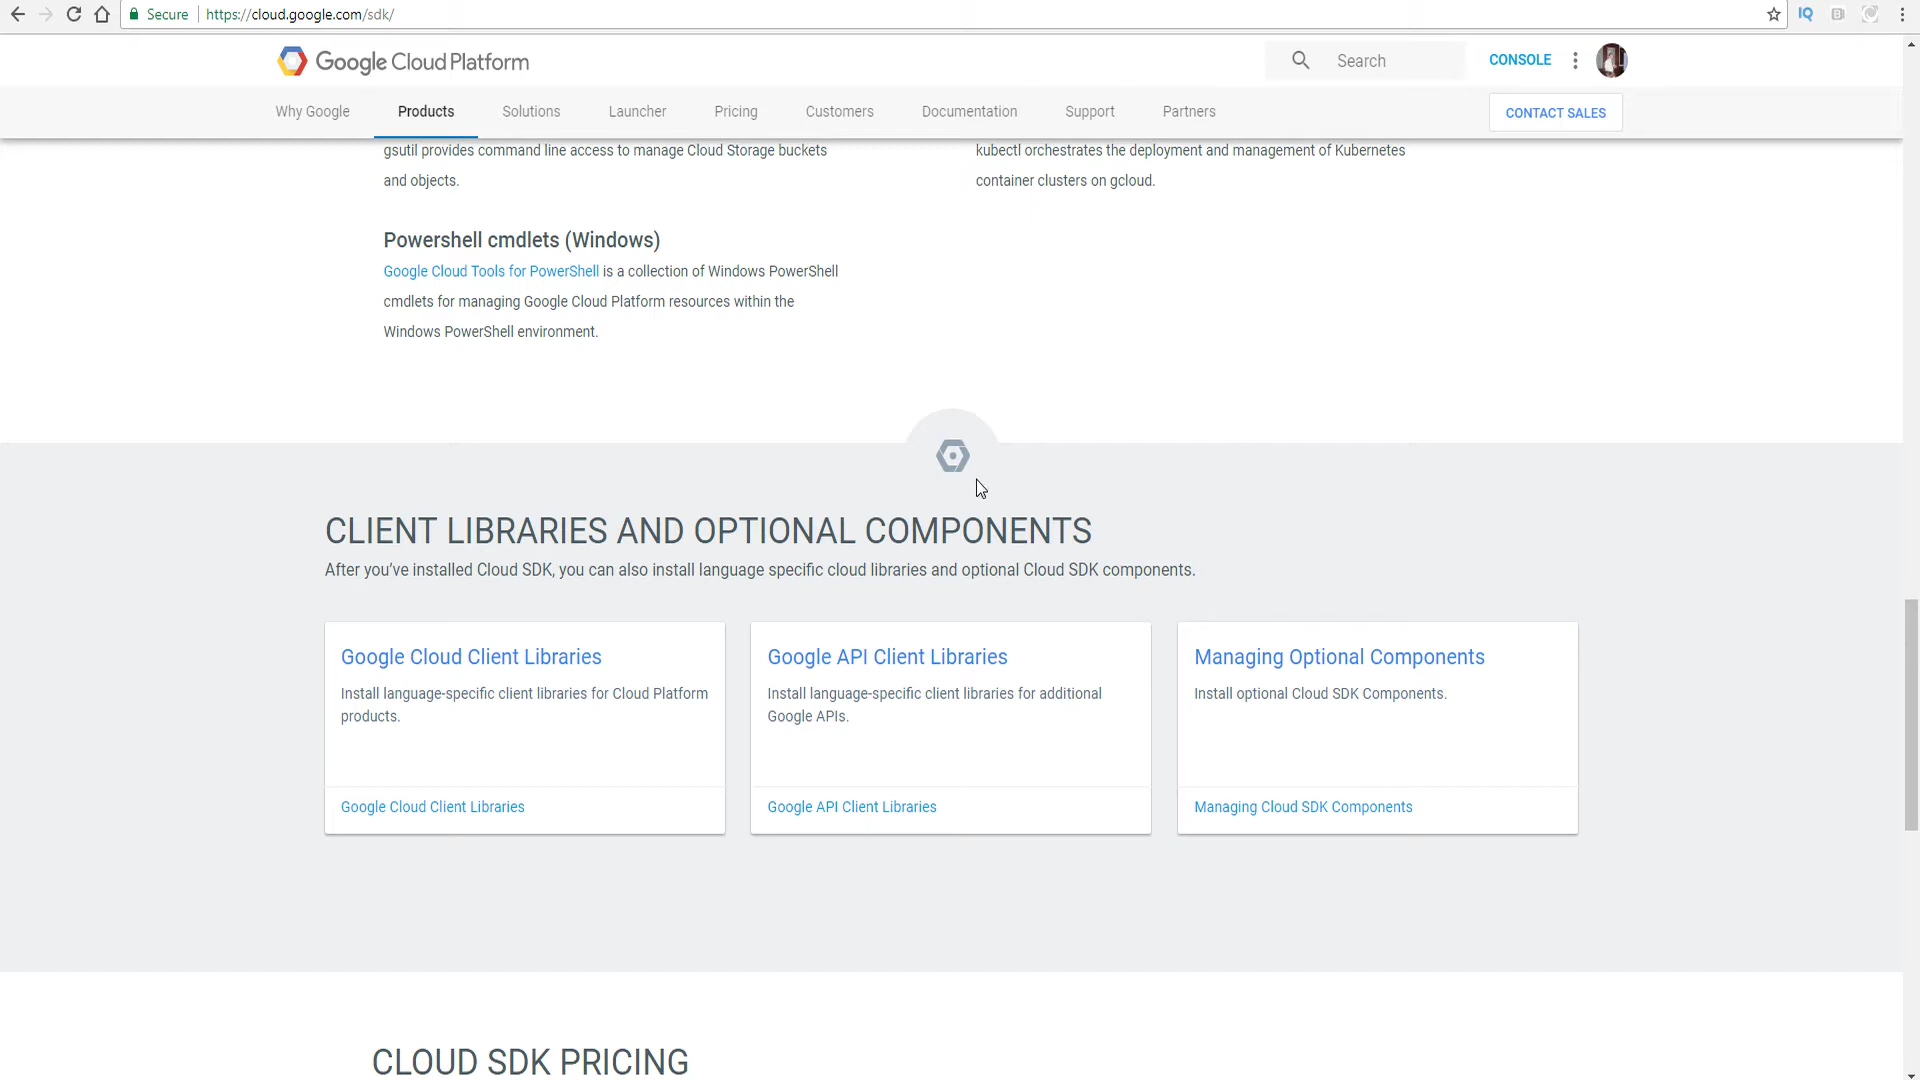 Secure | https://cloud.google.com/sdk/
IQ
Google Cloud Platform
Search
CONSOLE
Why Google
Products
Solutions
Launcher
Pricing
Customers
Documentation
Support
Partners
CONTACT SALES
gsutil provides command line access to manage Cloud Storage buckets
and objects.
kubectl orchestrates the deployment and management of Kubernetes
container clusters on gcloud.
Powershell cmdlets (Windows)
Google Cloud Tools for PowerShell is a collection of Windows PowerShell
cmdlets for managing Google Cloud Platform resources within the
Windows PowerShell environment.
CLIENT LIBRARIES AND OPTIONAL COMPONENTS
After you’ve installed Cloud SDK, you can also install language specific cloud libraries and optional Cloud SDK components.
Google Cloud Client Libraries
Install language-specific client libraries for Cloud Platform
products.
Google Cloud Client Libraries
Google API Client Libraries
Install language-specific client libraries for additional
Google APIs.
Google API Client Libraries
Managing Optional Components
Install optional Cloud SDK Components.
Managing Cloud SDK Components
CLOUD SDK PRICING